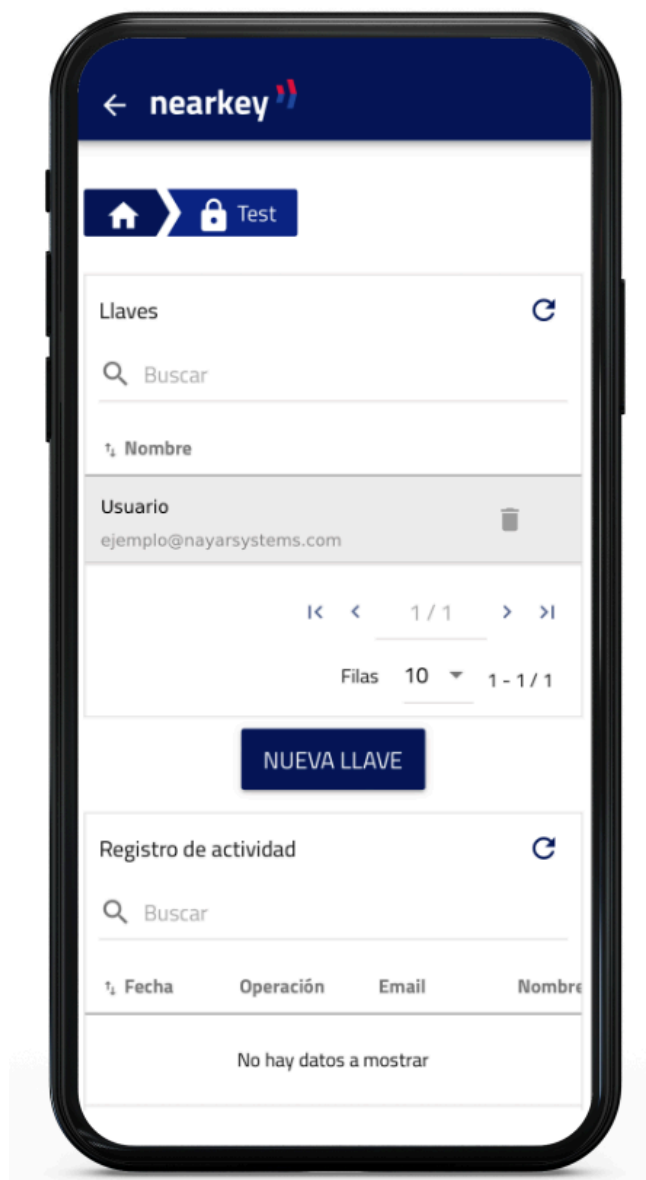 nearkey
Test
Llaves
Buscar
Nombre
Usuario
ejemplo@nayarsystems.com
1 / 1
Filas 10 1 - 1 / 1
NUEVA LLAVE
Registro de actividad
Buscar
Fecha Operación Email Nombre
No hay datos a mostrar